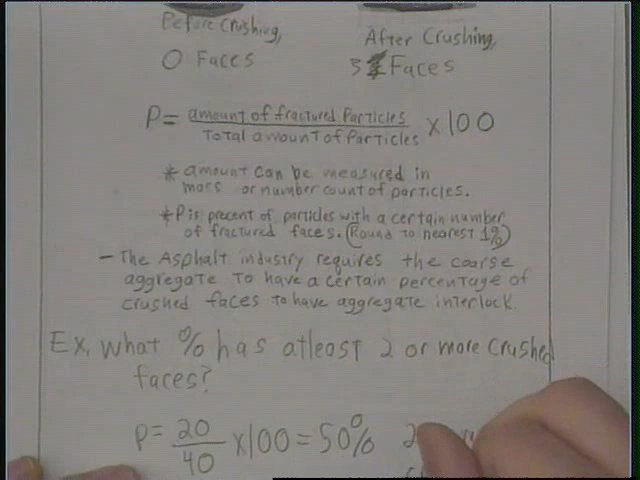 Before Crushing,
0 Faces
After Crushing,
3 Faces
P= amount of fractured Particles / Total amount of Particles x100
* amount can be measured in
mass or number count of particles.
* P is precent of particles with a certain number
of fractured faces. (Round to nearest 1%)
- The Asphalt industry requires the coarse
aggregate to have a certain percentage of
crushed faces to have aggregate interlock.
Ex. what % has atleast 2 or more crushed
faces?
P= 20/40 x100 = 50%